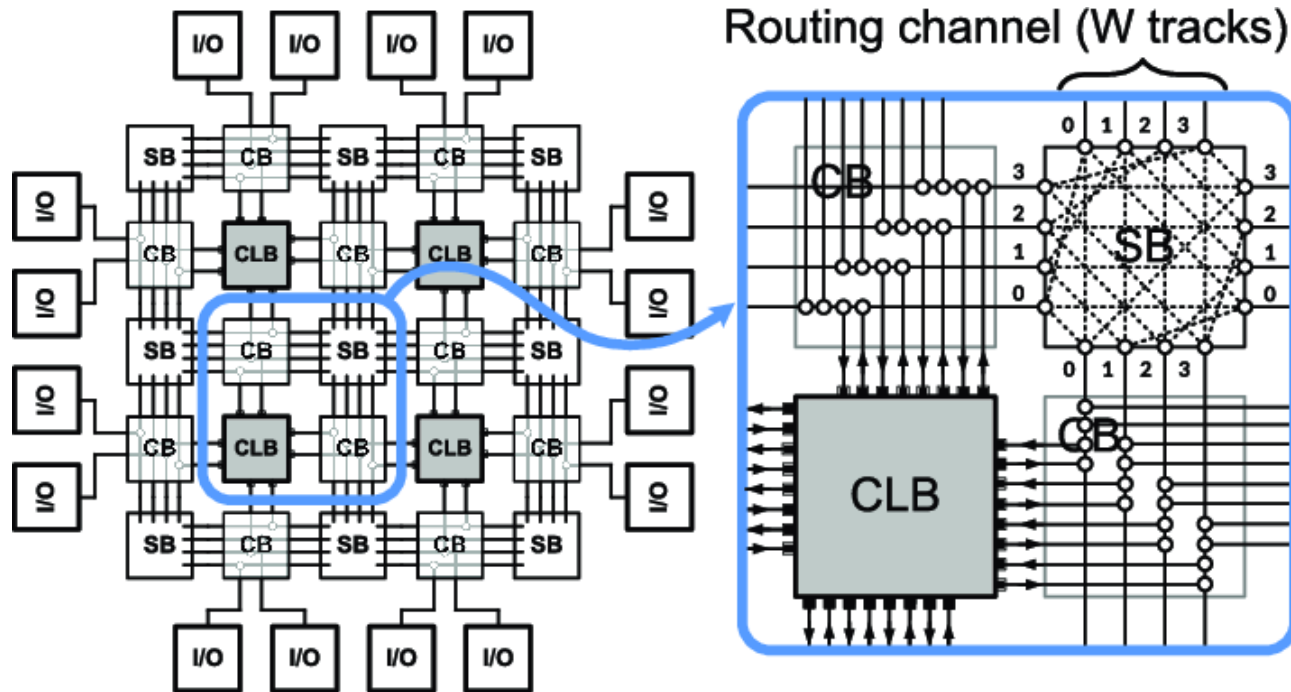 Routing channel (W tracks)
I/O I/O I/O I/O
SB CB SB CB SB
I/O I/O
CB CLB CB CLB CB
I/O I/O
SB CB SB CB SB
I/O I/O
CB CLB CB CLB CB
I/O I/O
SB CB SB CB SB
I/O I/O I/O I/O
0 1 2 3
CB
3 3
2 SB 2
1 1
0 0
0 1 2 3
CB
CLB